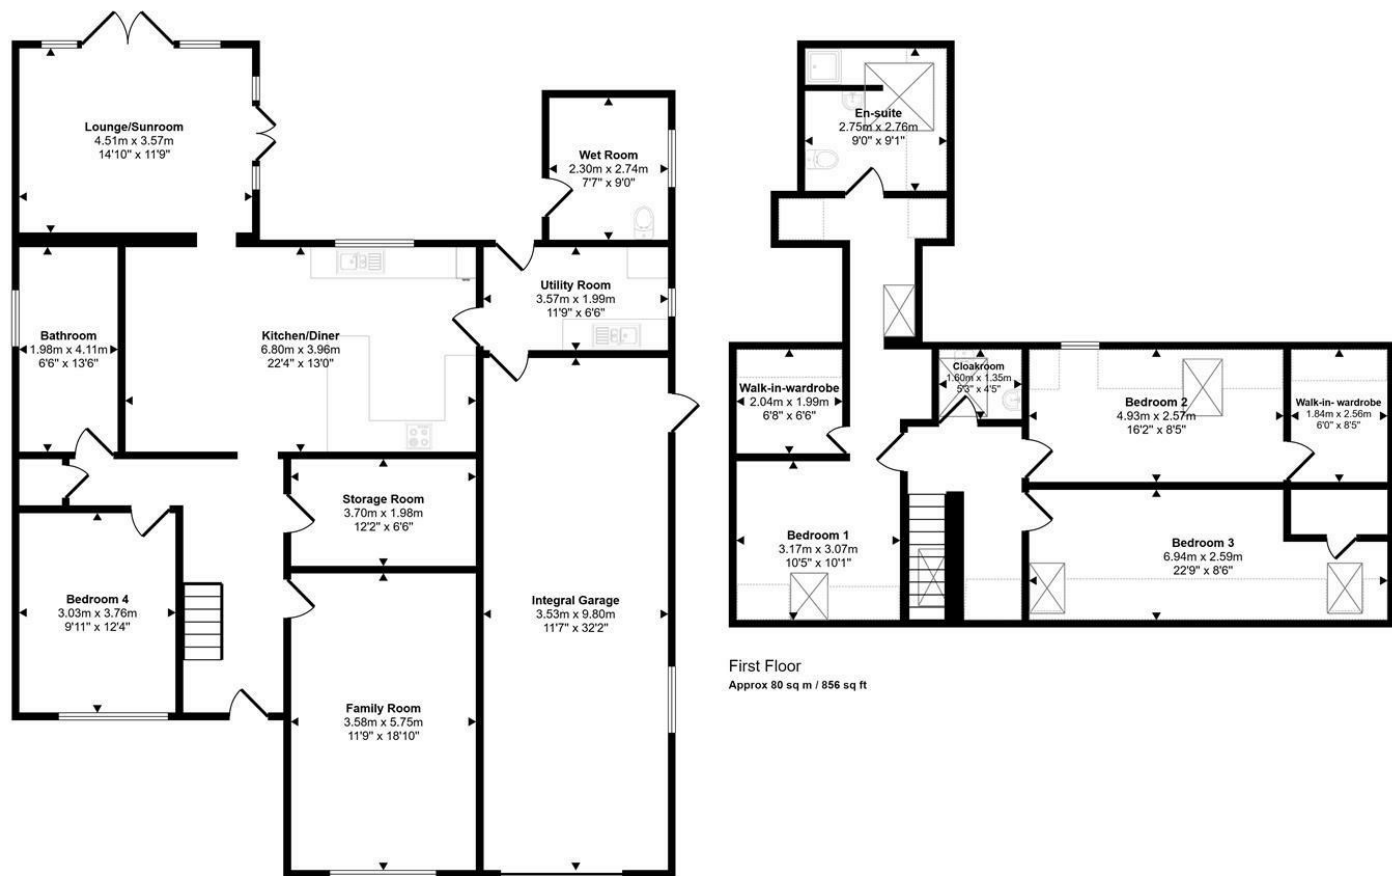 Lounge/Sunroom
4.51m x 3.57m
14'10" x 11'9"
Wet Room
2.30m x 2.74m
7'7" x 9'0"
Bathroom
1.98m x 4.11m
6'6" x 13'6"
Kitchen/Diner
6.80m x 3.96m
22'4" x 13'0"
Utility Room
3.57m x 1.99m
11'9" x 6'6"
Storage Room
3.70m x 1.98m
12'2" x 6'6"
Bedroom 4
3.03m x 3.76m
9'11" x 12'4"
Family Room
3.58m x 5.75m
11'9" x 18'10"
Integral Garage
3.53m x 9.80m
11'7" x 32'2"
En-suite
2.75m x 2.76m
9'0" x 9'1"
Walk-in-wardrobe
2.04m x 1.99m
6'8" x 6'6"
Cloakroom
1.60m x 1.35m
5'3" x 4'5"
Bedroom 2
4.93m x 2.57m
16'2" x 8'5"
Walk-in- wardrobe
1.84m x 2.56m
6'0" x 8'5"
Bedroom 1
3.17m x 3.07m
10'5" x 10'1"
Bedroom 3
6.94m x 2.59m
22'9" x 8'6"
First Floor
Approx 80 sq m / 856 sq ft